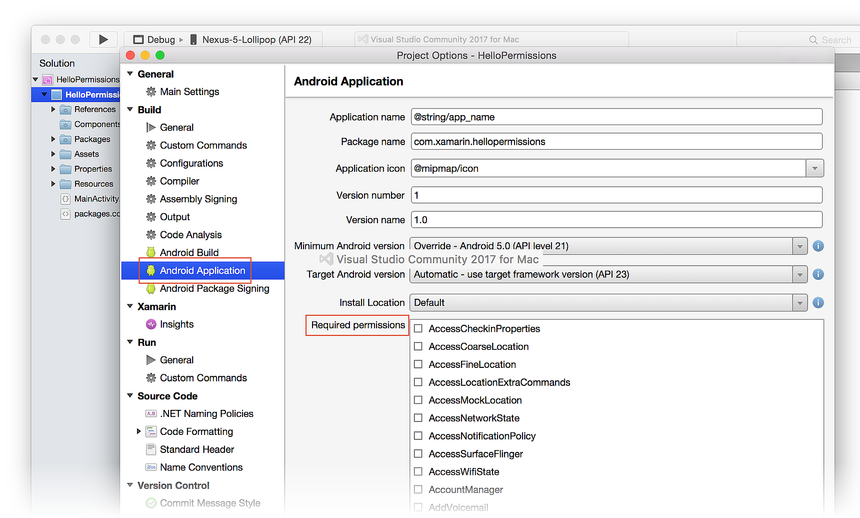 Debug
Nexus-5-Lollipop (API 22)
Visual Studio Community 2017 for Mac
Search
Project Options - HelloPermissions
Solution
HelloPermissions
HelloPermissi
References
Components
Packages
Assets
Properties
Resources
MainActivity.
packages.co
General
Main Settings
Build
General
Custom Commands
Configurations
Compiler
Assembly Signing
Output
Code Analysis
Android Build
Android Application
Android Package Signing
Xamarin
Insights
Run
General
Custom Commands
Source Code
.NET Naming Policies
Code Formatting
Standard Header
Name Conventions
Version Control
Commit Message Style
Android Application
Application name @string/app_name
Package name com.xamarin.hellopermissions
Application icon @mipmap/icon
Version number 1
Version name 1.0
Minimum Android version Override - Android 5.0 (API level 21)
Visual Studio Community 2017 for Mac
Target Android version Automatic - use target framework version (API 23)
Install Location Default
Required permissions
AccessCheckinProperties
AccessCoarseLocation
AccessFineLocation
AccessLocationExtraCommands
AccessMockLocation
AccessNetworkState
AccessNotificationPolicy
AccessSurfaceFlinger
AccessWifiState
AccountManager
AddVoicemail